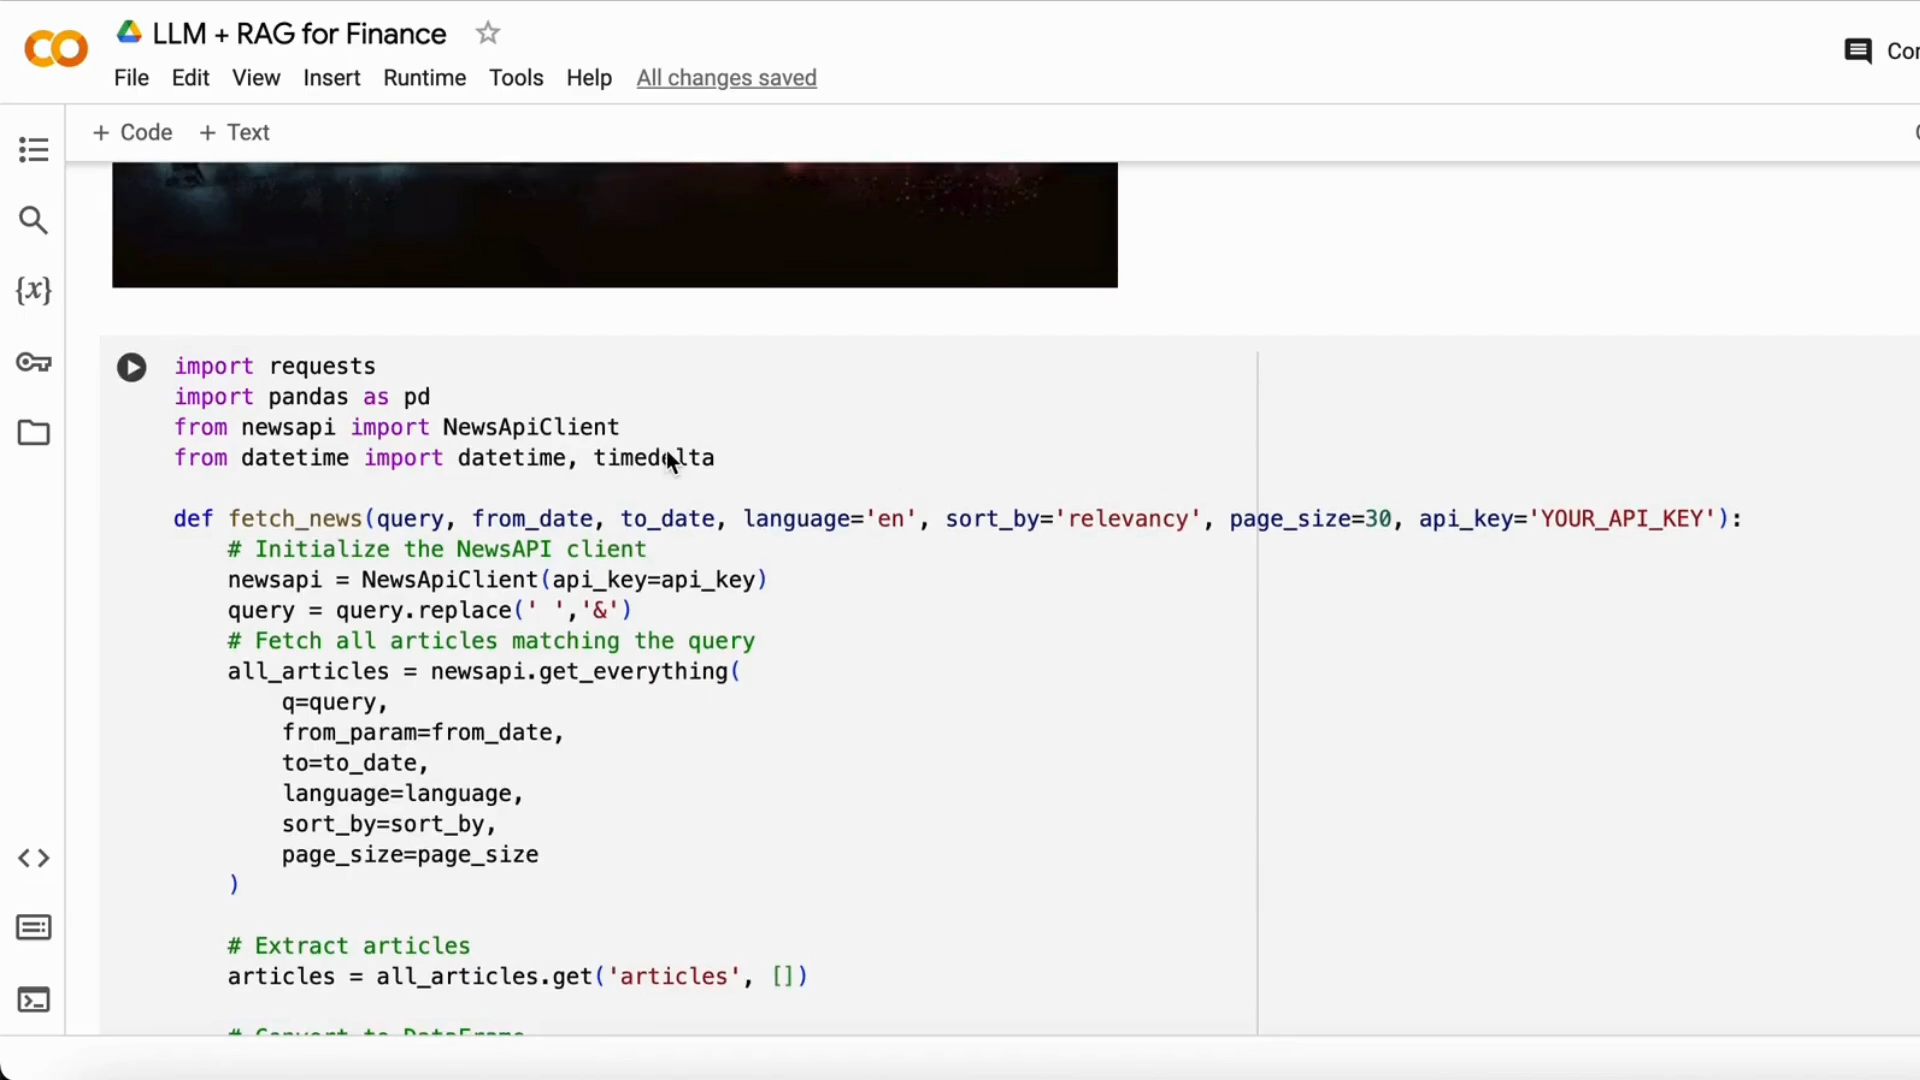 LLM + RAG for Finance
File Edit View Insert Runtime Tools Help All changes saved
+ Code + Text
{x}
import requests
import pandas as pd
from newsapi import NewsApiClient
from datetime import datetime, timedelta
def fetch_news(query, from_date, to_date, language='en', sort_by='relevancy', page_size=30, api_key='YOUR_API_KEY'):
# Initialize the NewsAPI client
newsapi = NewsApiClient(api_key=api_key)
query = query.replace(' ','&')
# Fetch all articles matching the query
all_articles = newsapi.get_everything(
q=query,
from_param=from_date,
to=to_date,
language=language,
sort_by=sort_by,
page_size=page_size
)
# Extract articles
articles = all_articles.get('articles', [])
# Convert to DataFrame